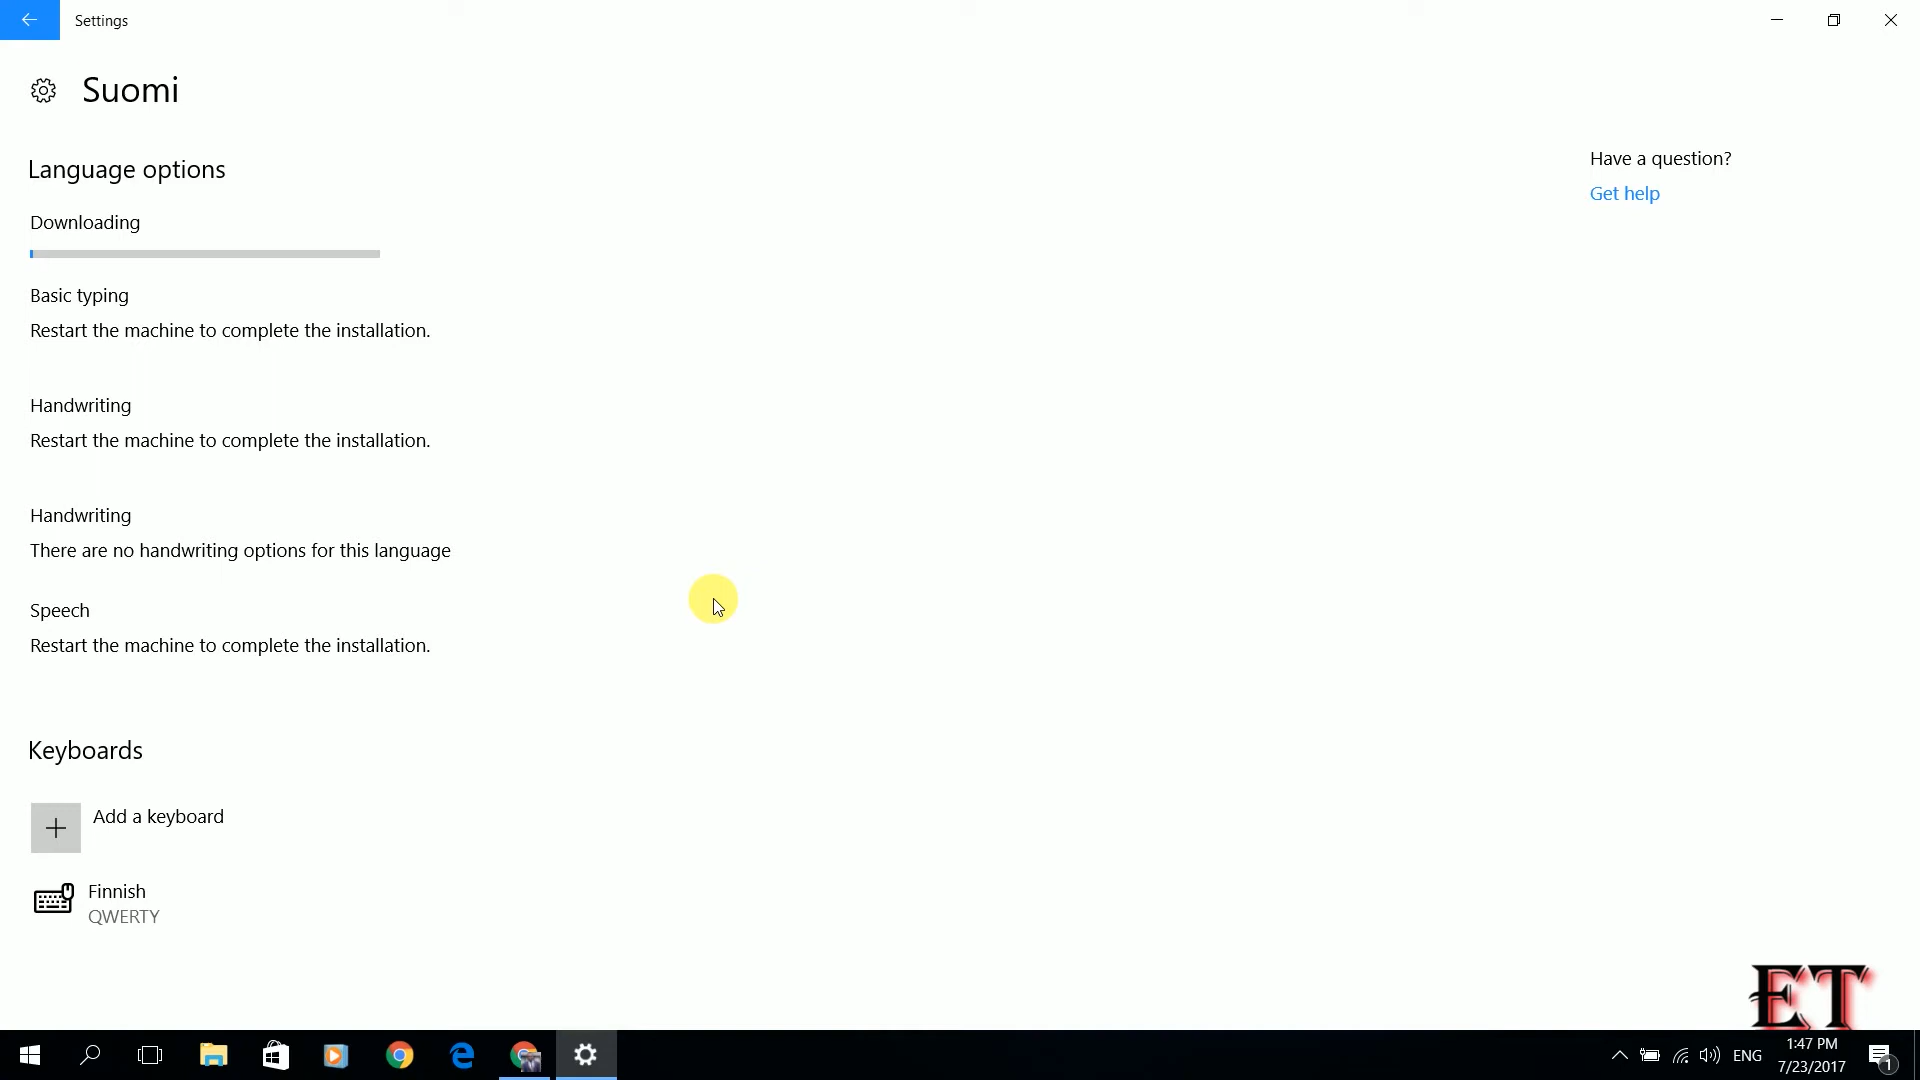 Settings
Suomi
Language options
Downloading
Basic typing
Restart the machine to complete the installation.
Handwriting
Restart the machine to complete the installation.
Handwriting
There are no handwriting options for this language
Speech
Restart the machine to complete the installation.
Keyboards
Add a keyboard
Finnish
QWERTY
Have a question?
Get help
ET
ENG
1:47 PM
7/23/2017
1